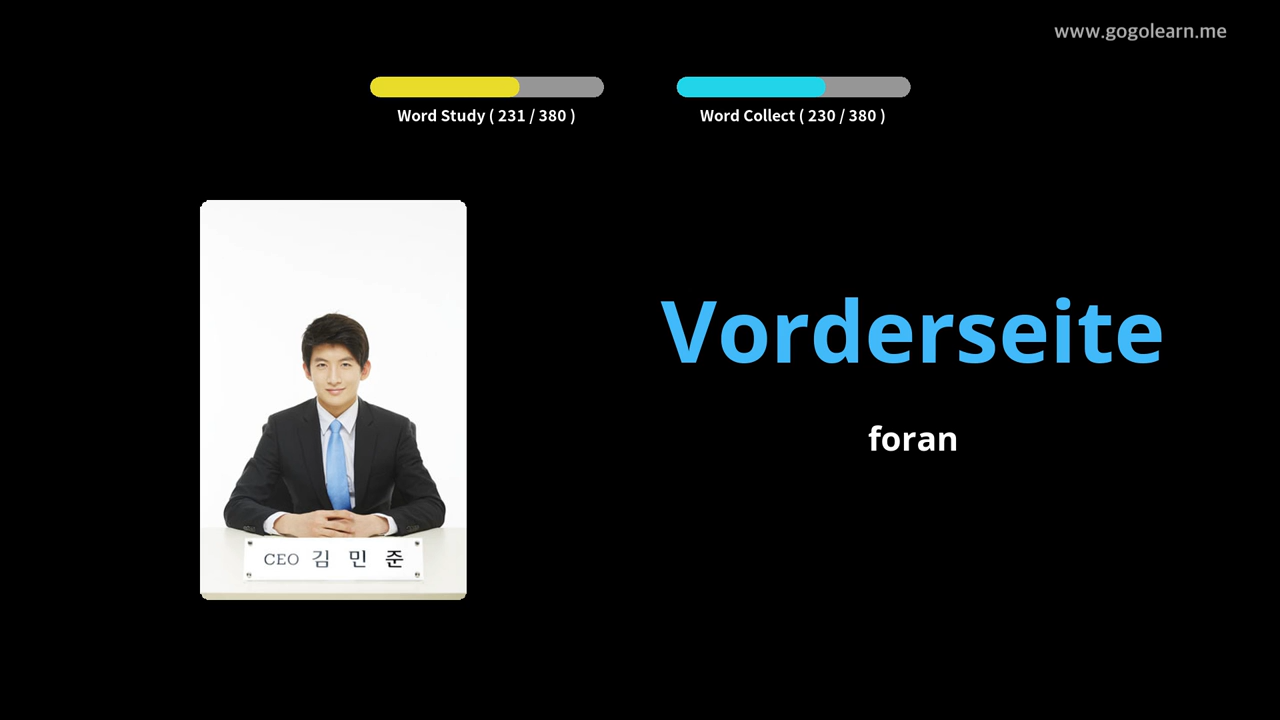 www.gogolearn.me
Word Study ( 231 / 380 )
Word Collect ( 230 / 380 )
Vorderseite
foran
CEO 김 민 준